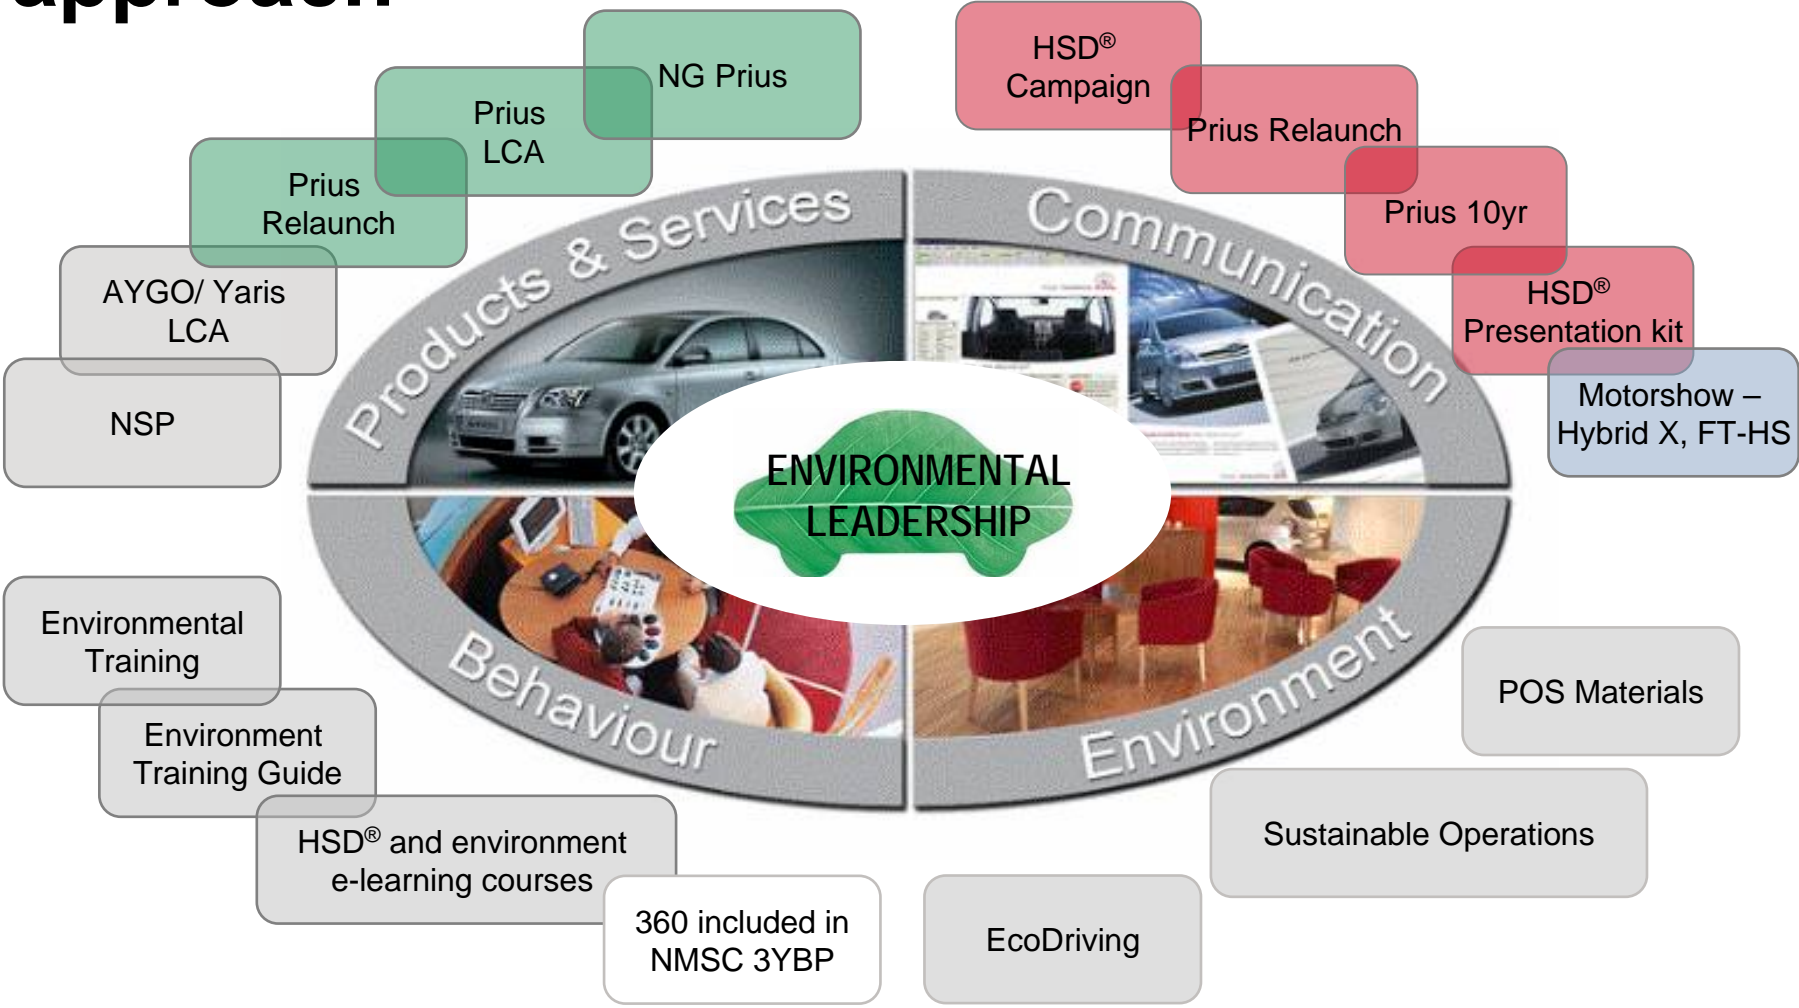 approach
NG Prius
Prius
LCA
Prius
Relaunch
AYGO/ Yaris
LCA
NSP
HSD®
Campaign
Prius Relaunch
Prius 10yr
HSD®
Presentation kit
Motorshow –
Hybrid X, FT-HS
Products & Services
Communication
ENVIRONMENTAL
LEADERSHIP
Behaviour
Environment
Environmental
Training
Environment
Training Guide
HSD® and environment
e-learning courses
360 included in
NMSC 3YBP
EcoDriving
Sustainable Operations
POS Materials